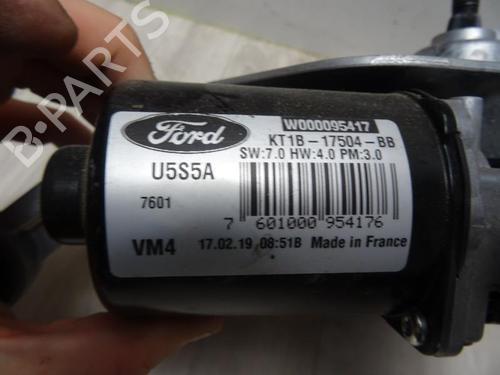 Ford
W000095417
KT1B-17504-BB
SW:7.0 HW:4.0 PM:3.0
U5S5A
7601
7 601000 954176
VM4
17.02.19 08:51B Made in France
B-PARTS